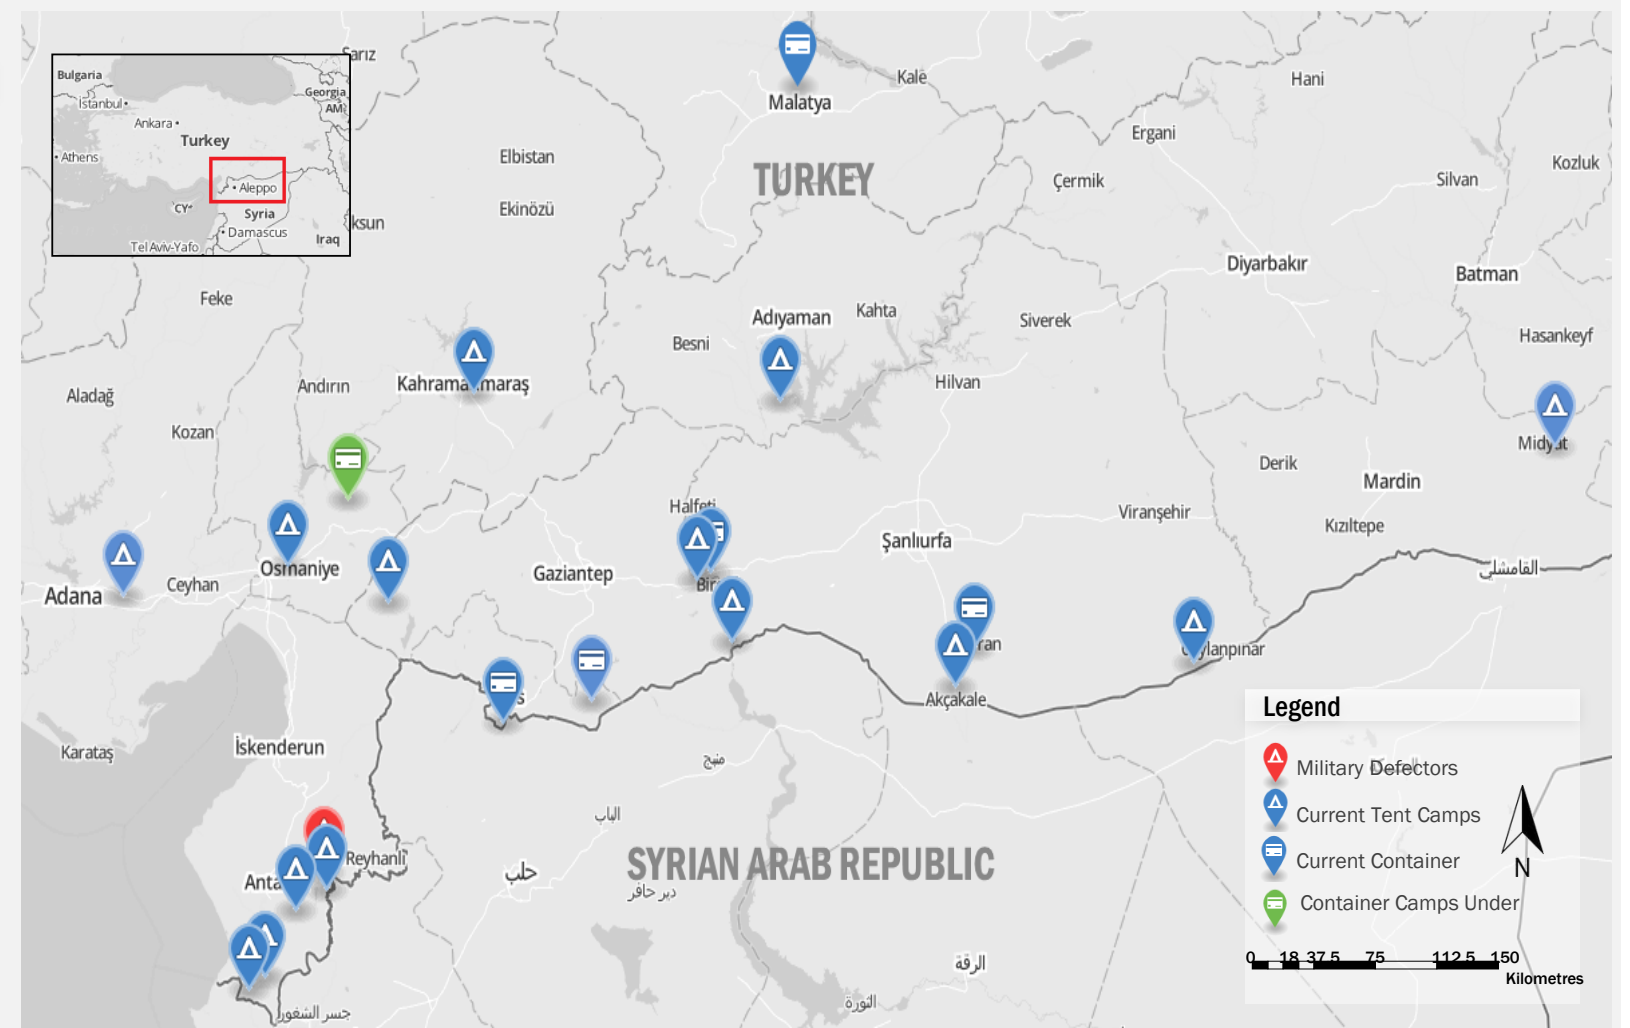 Sarız
Kale
Malatya
Hani
Bulgaria
Georgia
AM
İstanbul
Ankara
Turkey
Athens
Aleppo
CY
Syria
Damascus
Tel Aviv-Yafo
Iraq
Ergani
Elbistan
Kozluk
TURKEY
Çermik
Silvan
ksun
Ekinözü
Diyarbakır
Batman
Feke
Adıyaman
Kahta
Siverek
Hasankeyf
Besni
Andırın
Hilvan
Aladağ
Kozan
Derik
Mardin
Halfeti
Viranşehir
Kızıltepe
Şanlıurfa
Osmaniye
Gaziantep
القامشلي
Adana
Ceyhan
Bir
ran
Akçakale
Karataş
İskenderun
منبج
الباب
Reyhanlı
Anta
حلب
SYRIAN ARAB REPUBLIC
دير حافر
الرقة
الثورة
جسر الشغور
Legend
Military Defectors
Current Tent Camps
Current Container
Container Camps Under
N
0 18 37.5 75 112.5 150
Kilometres